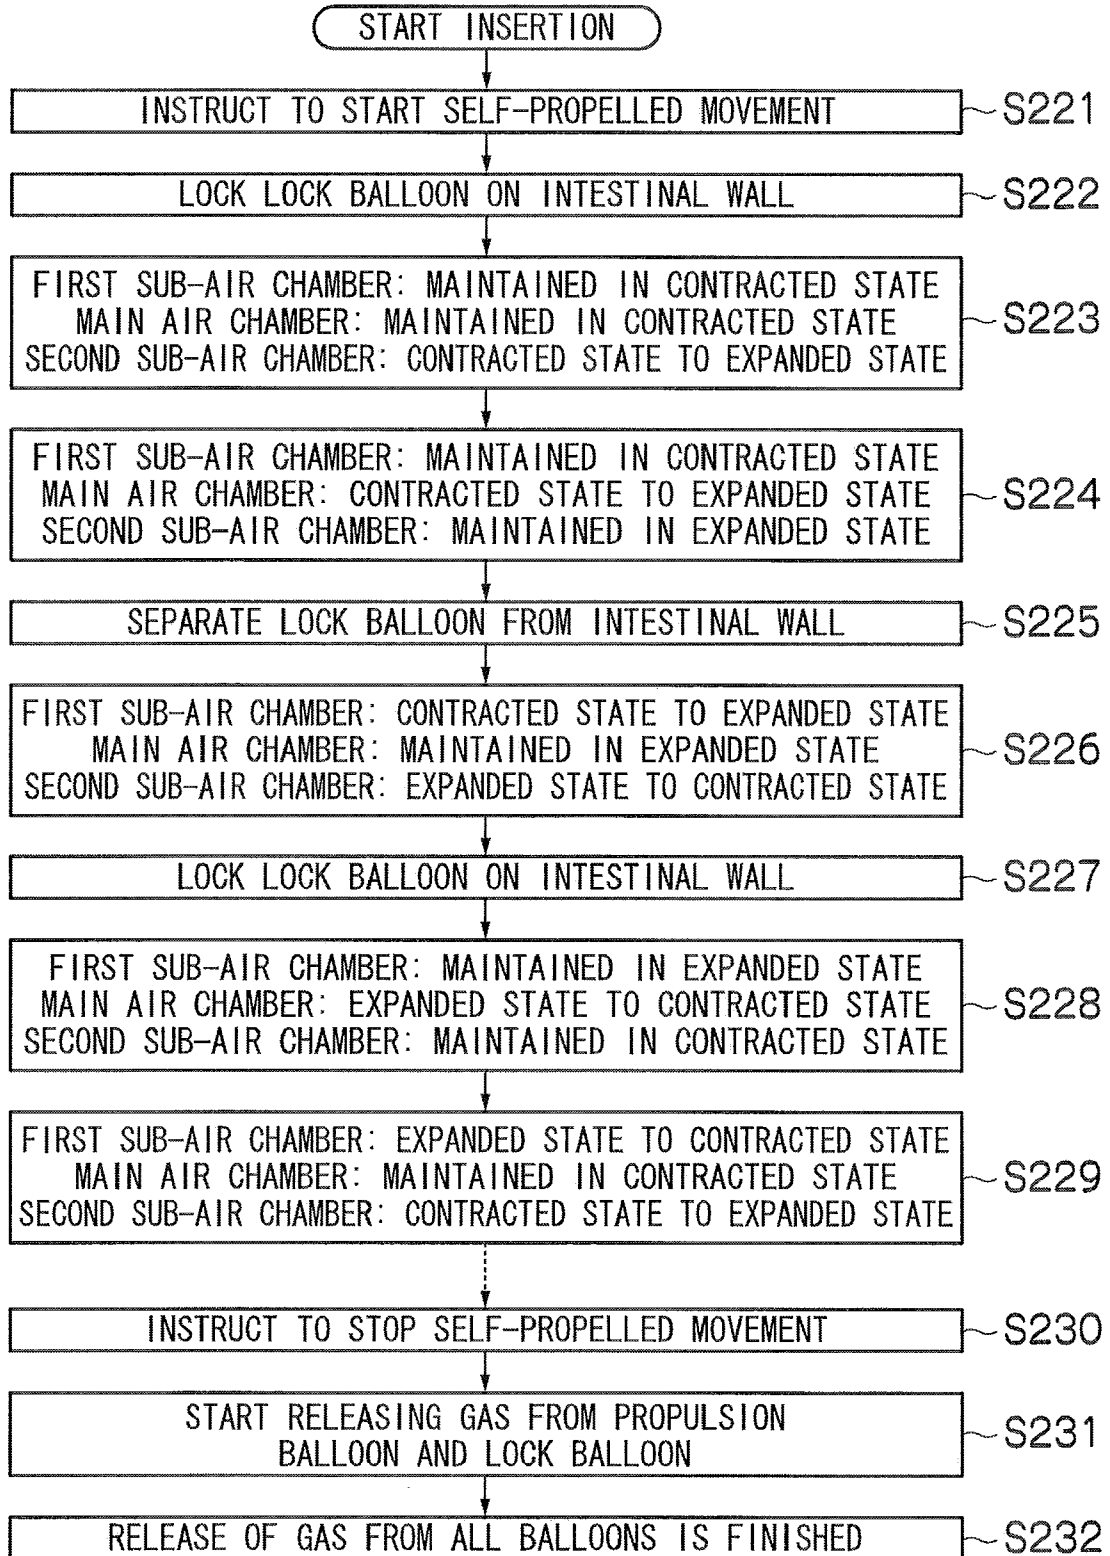 START INSERTION
INSTRUCT TO START SELF-PROPELLED MOVEMENT
S221
LOCK LOCK BALLOON ON INTESTINAL WALL
S222
FIRST SUB-AIR CHAMBER: MAINTAINED IN CONTRACTED STATE
MAIN AIR CHAMBER: MAINTAINED IN CONTRACTED STATE
SECOND SUB-AIR CHAMBER: CONTRACTED STATE TO EXPANDED STATE
S223
FIRST SUB-AIR CHAMBER: MAINTAINED IN CONTRACTED STATE
MAIN AIR CHAMBER: CONTRACTED STATE TO EXPANDED STATE
SECOND SUB-AIR CHAMBER: MAINTAINED IN EXPANDED STATE
S224
SEPARATE LOCK BALLOON FROM INTESTINAL WALL
S225
FIRST SUB-AIR CHAMBER: CONTRACTED STATE TO EXPANDED STATE
MAIN AIR CHAMBER: MAINTAINED IN EXPANDED STATE
SECOND SUB-AIR CHAMBER: EXPANDED STATE TO CONTRACTED STATE
S226
LOCK LOCK BALLOON ON INTESTINAL WALL
S227
FIRST SUB-AIR CHAMBER: MAINTAINED IN EXPANDED STATE
MAIN AIR CHAMBER: EXPANDED STATE TO CONTRACTED STATE
SECOND SUB-AIR CHAMBER: MAINTAINED IN CONTRACTED STATE
S228
FIRST SUB-AIR CHAMBER: EXPANDED STATE TO CONTRACTED STATE
MAIN AIR CHAMBER: MAINTAINED IN CONTRACTED STATE
SECOND SUB-AIR CHAMBER: CONTRACTED STATE TO EXPANDED STATE
S229
INSTRUCT TO STOP SELF-PROPELLED MOVEMENT
S230
START RELEASING GAS FROM PROPULSION
BALLOON AND LOCK BALLOON
S231
RELEASE OF GAS FROM ALL BALLOONS IS FINISHED
S232